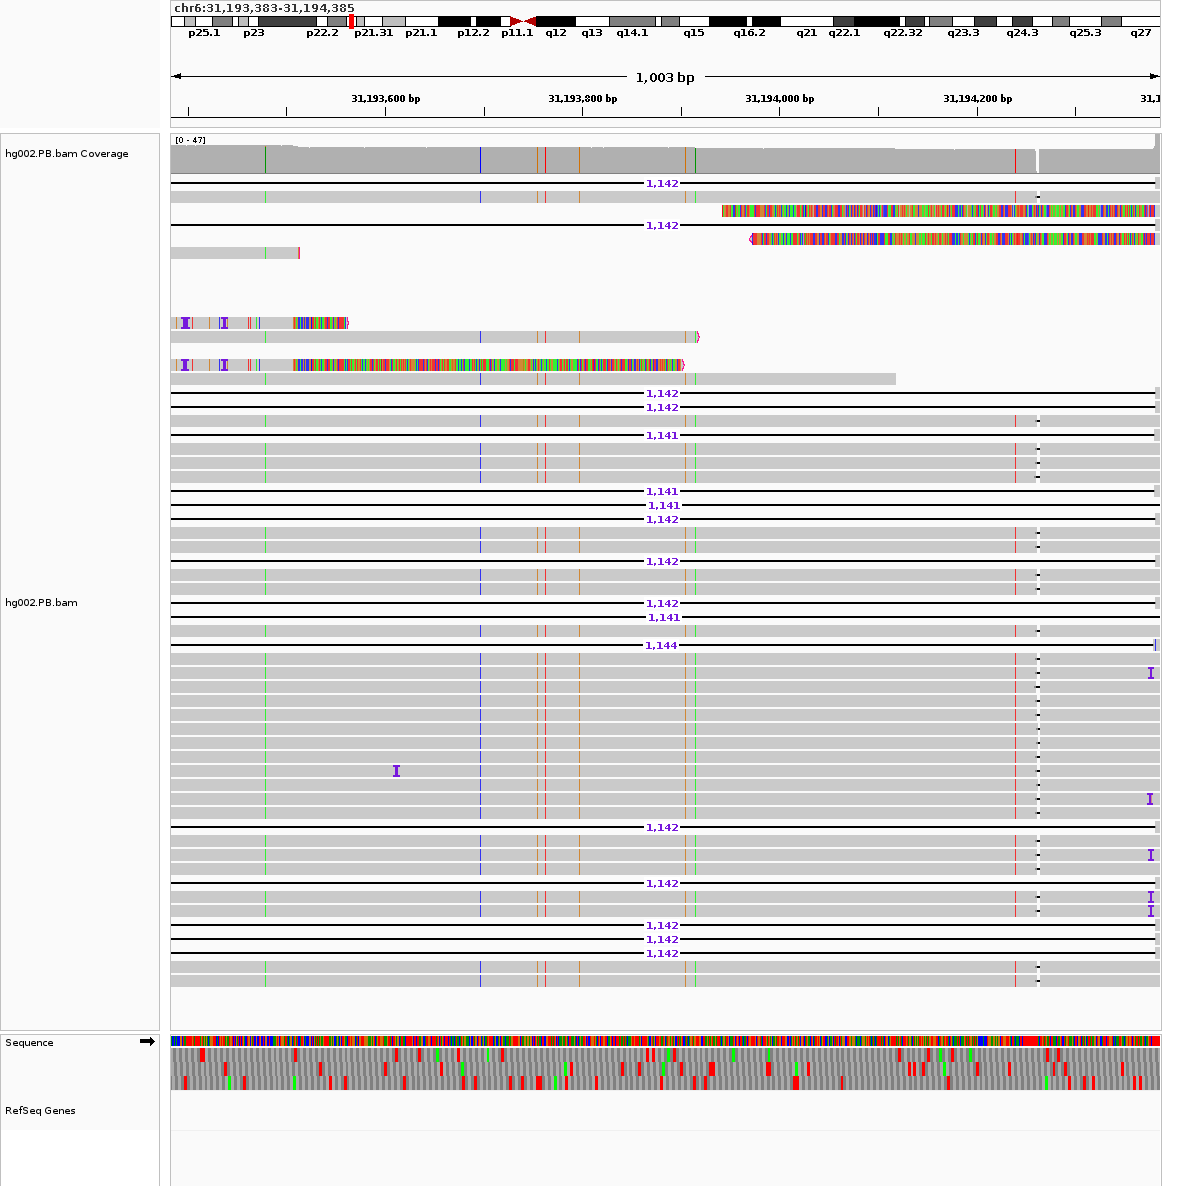 chr6:31,193,383-31,194,385
p25.1 p23 p22.2 p21.31 p21.1 p12.2 p11.1 q12 q13 q14.1 q15 q16.2 q21 q22.1 q22.32 q23.3 q24.3 q25.3 q27
1,003 bp
31,193,600 bp 31,193,800 bp 31,194,000 bp 31,194,200 bp 31,1
[0 - 47]
hg002.PB.bam Coverage
1,142
1,142
1,142
1,142
1,141
1,141
1,141
1,142
1,142
hg002.PB.bam
1,142
1,141
1,144
1,142
1,142
1,142
1,142
1,142
Sequence
RefSeq Genes